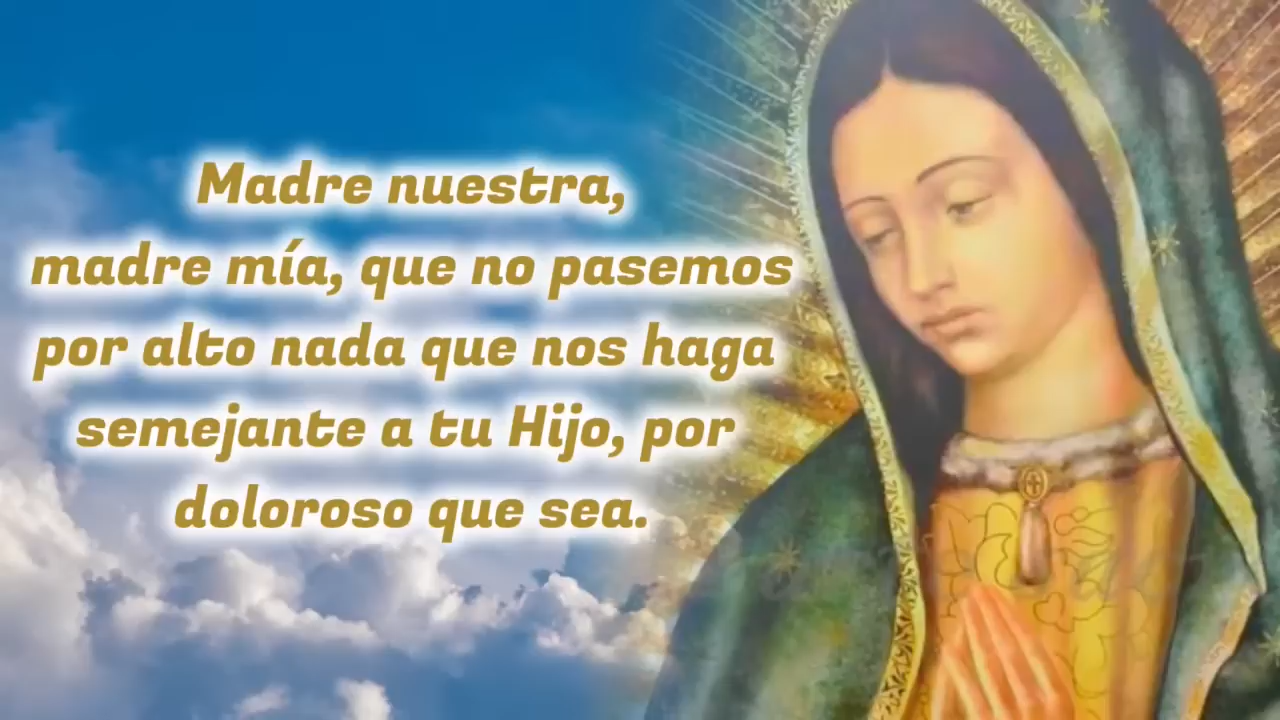 Madre nuestra,
madre mía, que no pasemos
por alto nada que nos haga
semejante a tu Hijo, por
doloroso que sea.